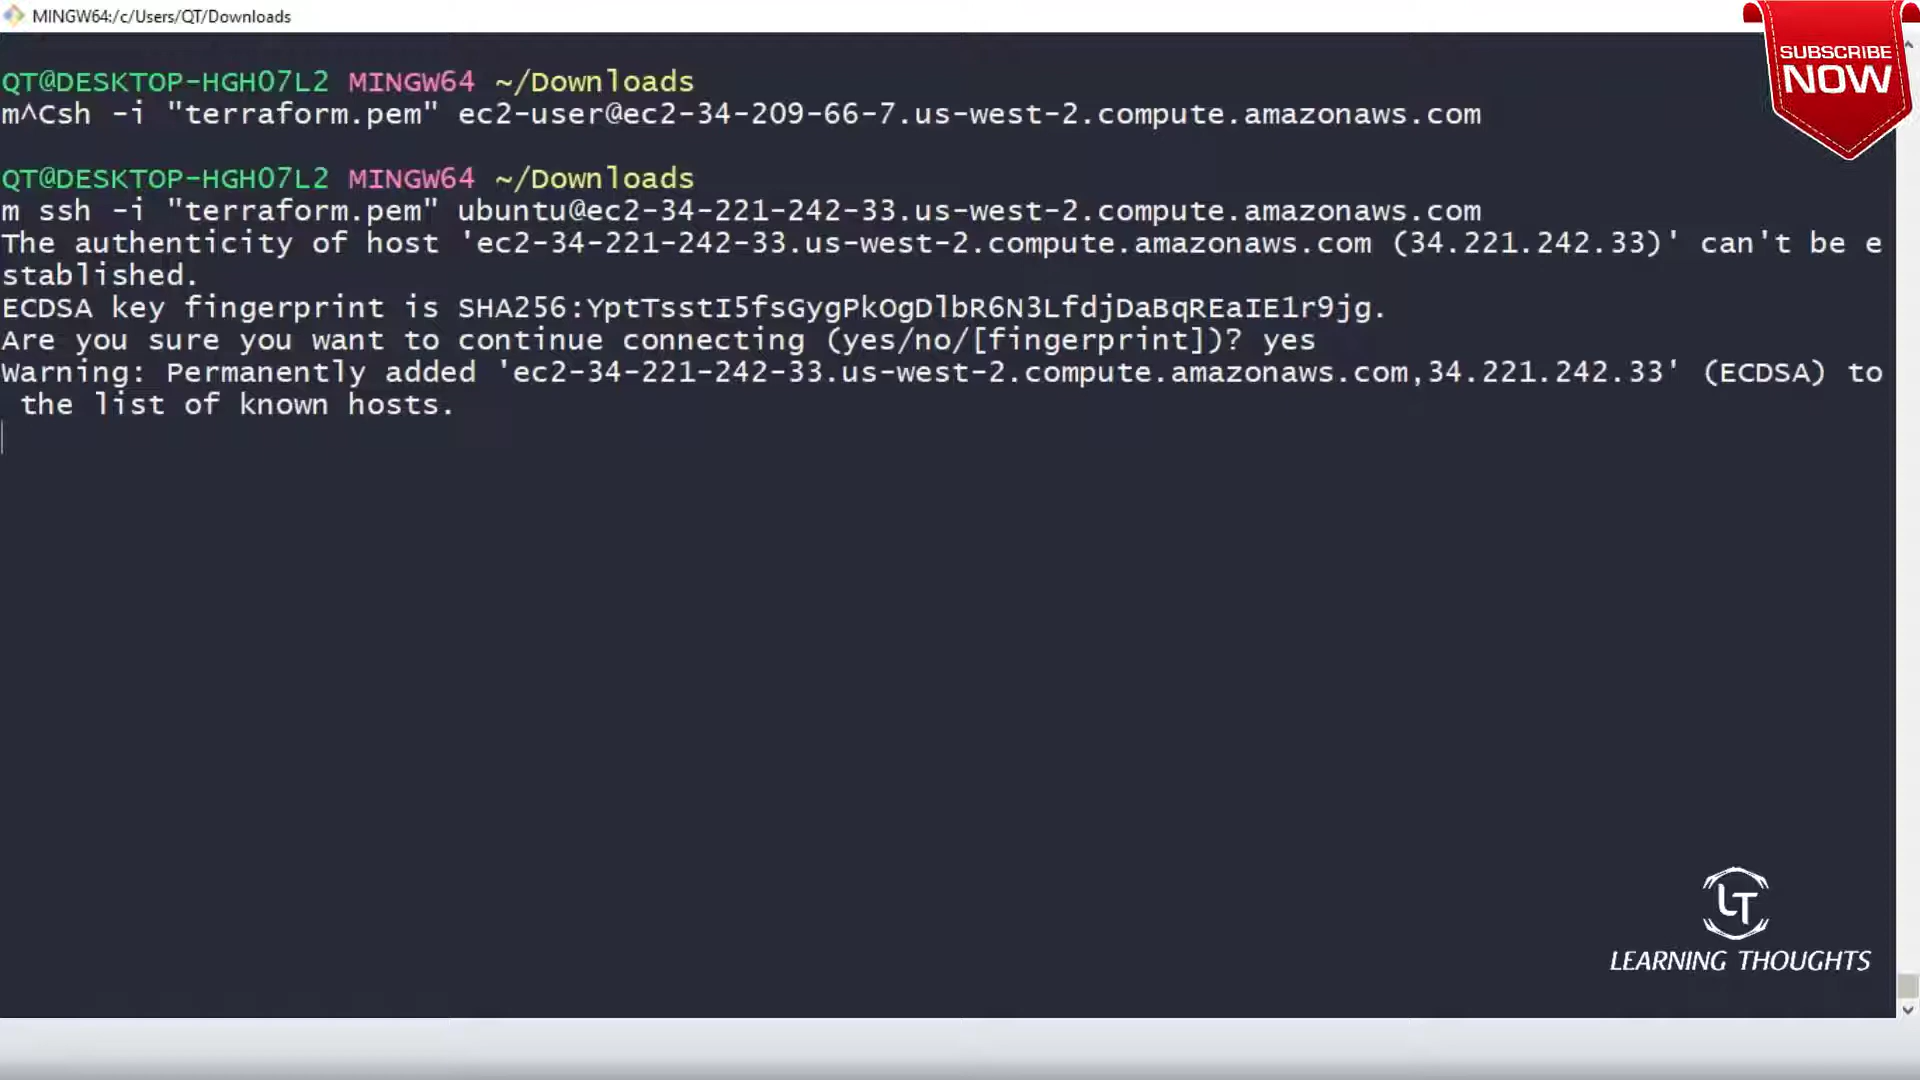 MINGW64:/c/Users/QT/Downloads
SUBSCRIBE
NOW
QT@DESKTOP-HGHO7L2 MINGW64 ~/Downloads
m^Csh -i "terraform.pem" ec2-user@ec2-34-209-66-7.us-west-2.compute.amazonaws.com
QT@DESKTOP-HGHO7L2 MINGW64 ~/Downloads
m ssh -i "terraform.pem" ubuntu@ec2-34-221-242-33.us-west-2.compute.amazonaws.com
The authenticity of host 'ec2-34-221-242-33.us-west-2.compute.amazonaws.com (34.221.242.33)' can't be e
stablished.
ECDSA key fingerprint is SHA256:YptTsstI5fsGygPkOgDlbR6N3LfdjDaBqREaIE1r9jg.
Are you sure you want to continue connecting (yes/no/[fingerprint])? yes
Warning: Permanently added 'ec2-34-221-242-33.us-west-2.compute.amazonaws.com,34.221.242.33' (ECDSA) to
 the list of known hosts.
LT
LEARNING THOUGHTS